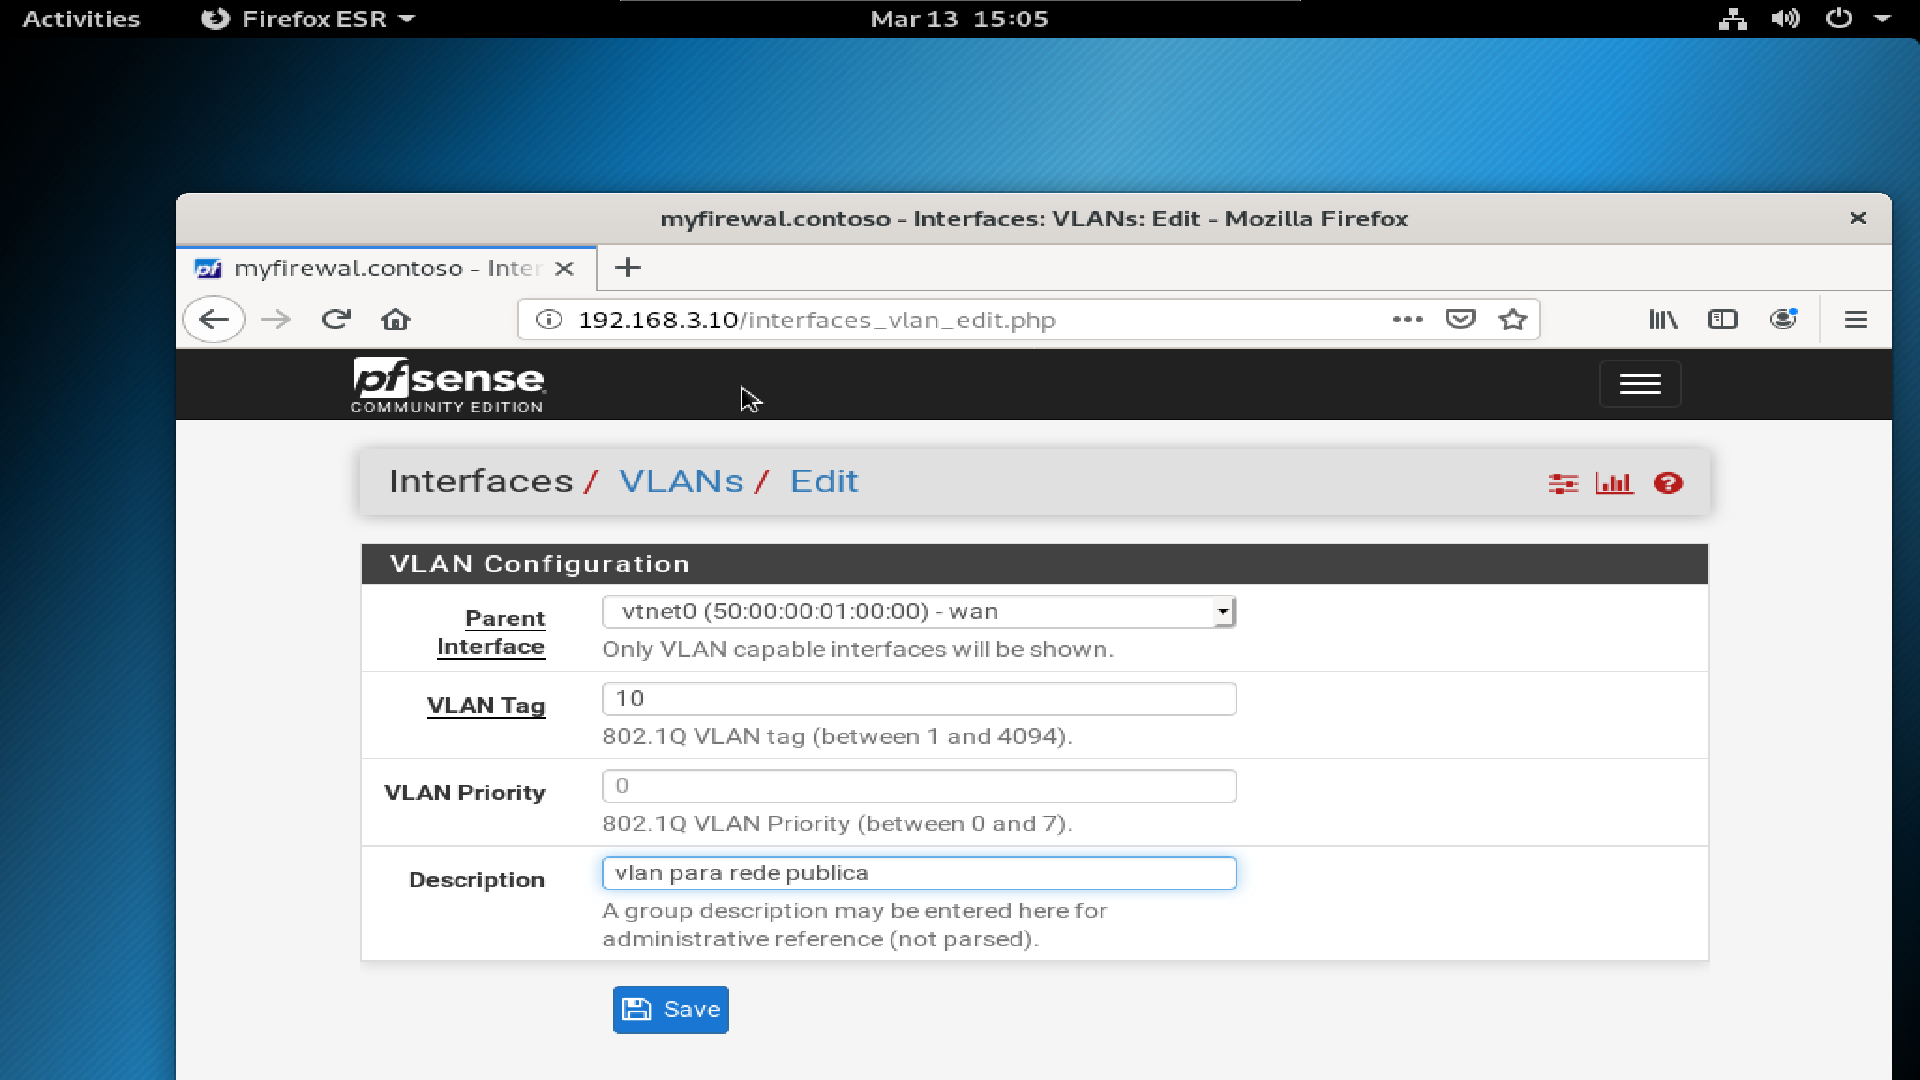 Activities Firefox ESR Mar 13 15:05
myfirewal.contoso - Interfaces: VLANs: Edit - Mozilla Firefox
myfirewal.contoso - Inter
192.168.3.10/interfaces_vlan_edit.php
pfsense
COMMUNITY EDITION
Interfaces / VLANs / Edit
VLAN Configuration
Parent Interface
vtnet0 (50:00:00:01:00:00) - wan
Only VLAN capable interfaces will be shown.
VLAN Tag
10
802.1Q VLAN tag (between 1 and 4094).
VLAN Priority
0
802.1Q VLAN Priority (between 0 and 7).
Description
vlan para rede publica
A group description may be entered here for
administrative reference (not parsed).
Save